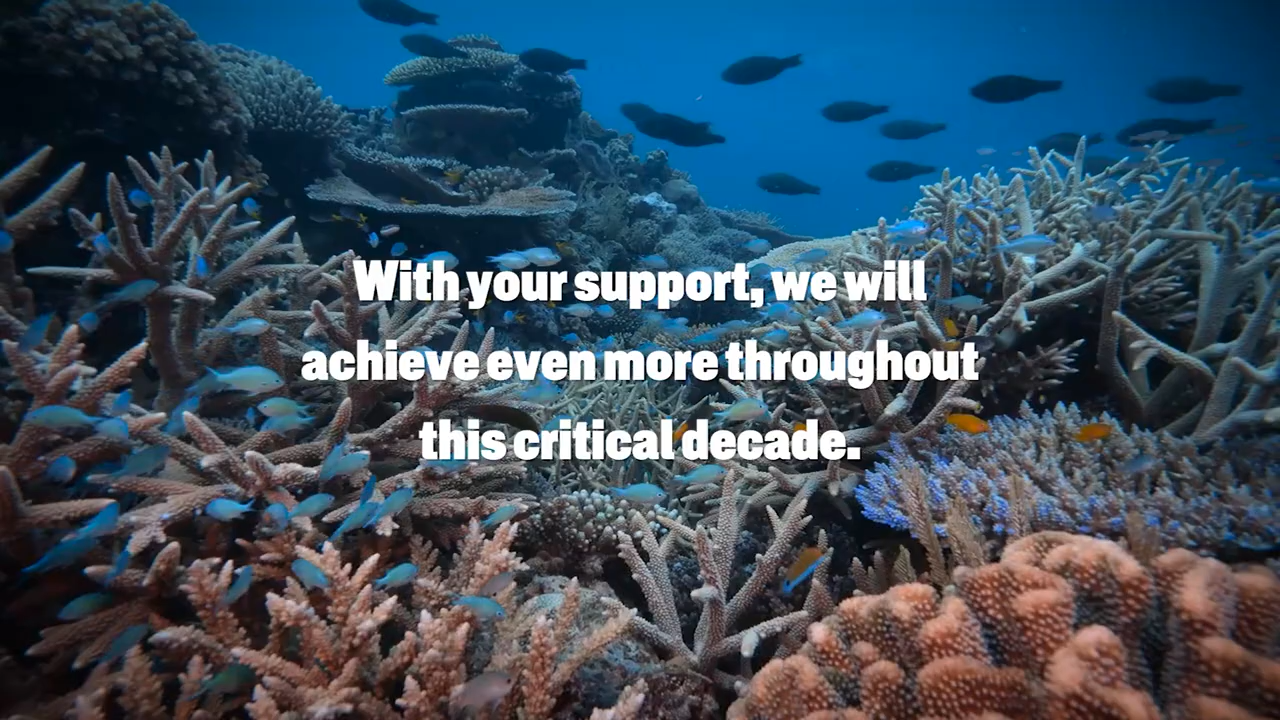 With your support, we will
achieve even more throughout
this critical decade.